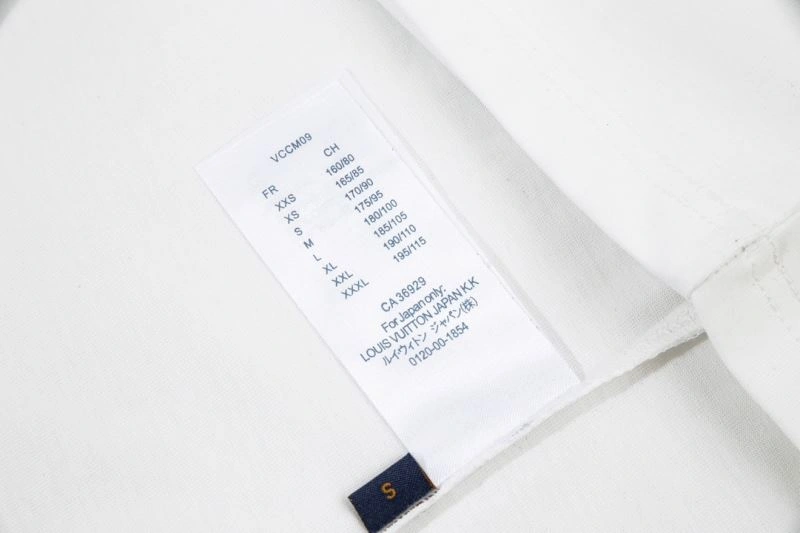 VCCM09
FR CH
XXS 160/80
XS 165/85
S 170/90
M 175/95
L 180/100
XL 185/105
XXL 190/110
XXXL 195/115
CA 36929
For Japan only:
LOUIS VUITTON JAPAN K.K
ルイ・ウィトン ジャパン(株)
0120-00-1854
S